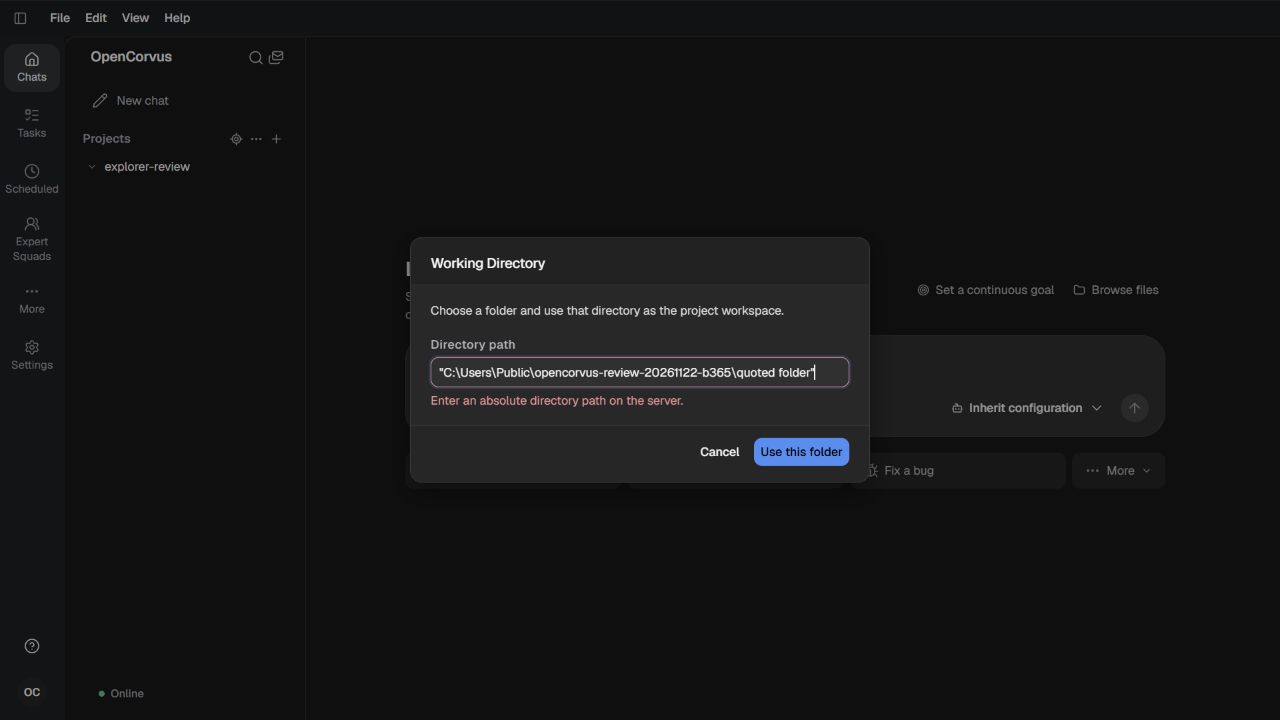 File Edit View Help
OpenCorvus
Chats
New chat
Tasks
Projects
explorer-review
Scheduled
Expert
Squads
More
Settings
Set a continuous goal
Browse files
Working Directory
Choose a folder and use that directory as the project workspace.
Directory path
"C:\Users\Public\opencorvus-review-20261122-b365\quoted folder"
Enter an absolute directory path on the server.
Cancel
Use this folder
Inherit configuration
Fix a bug
More
OC
Online